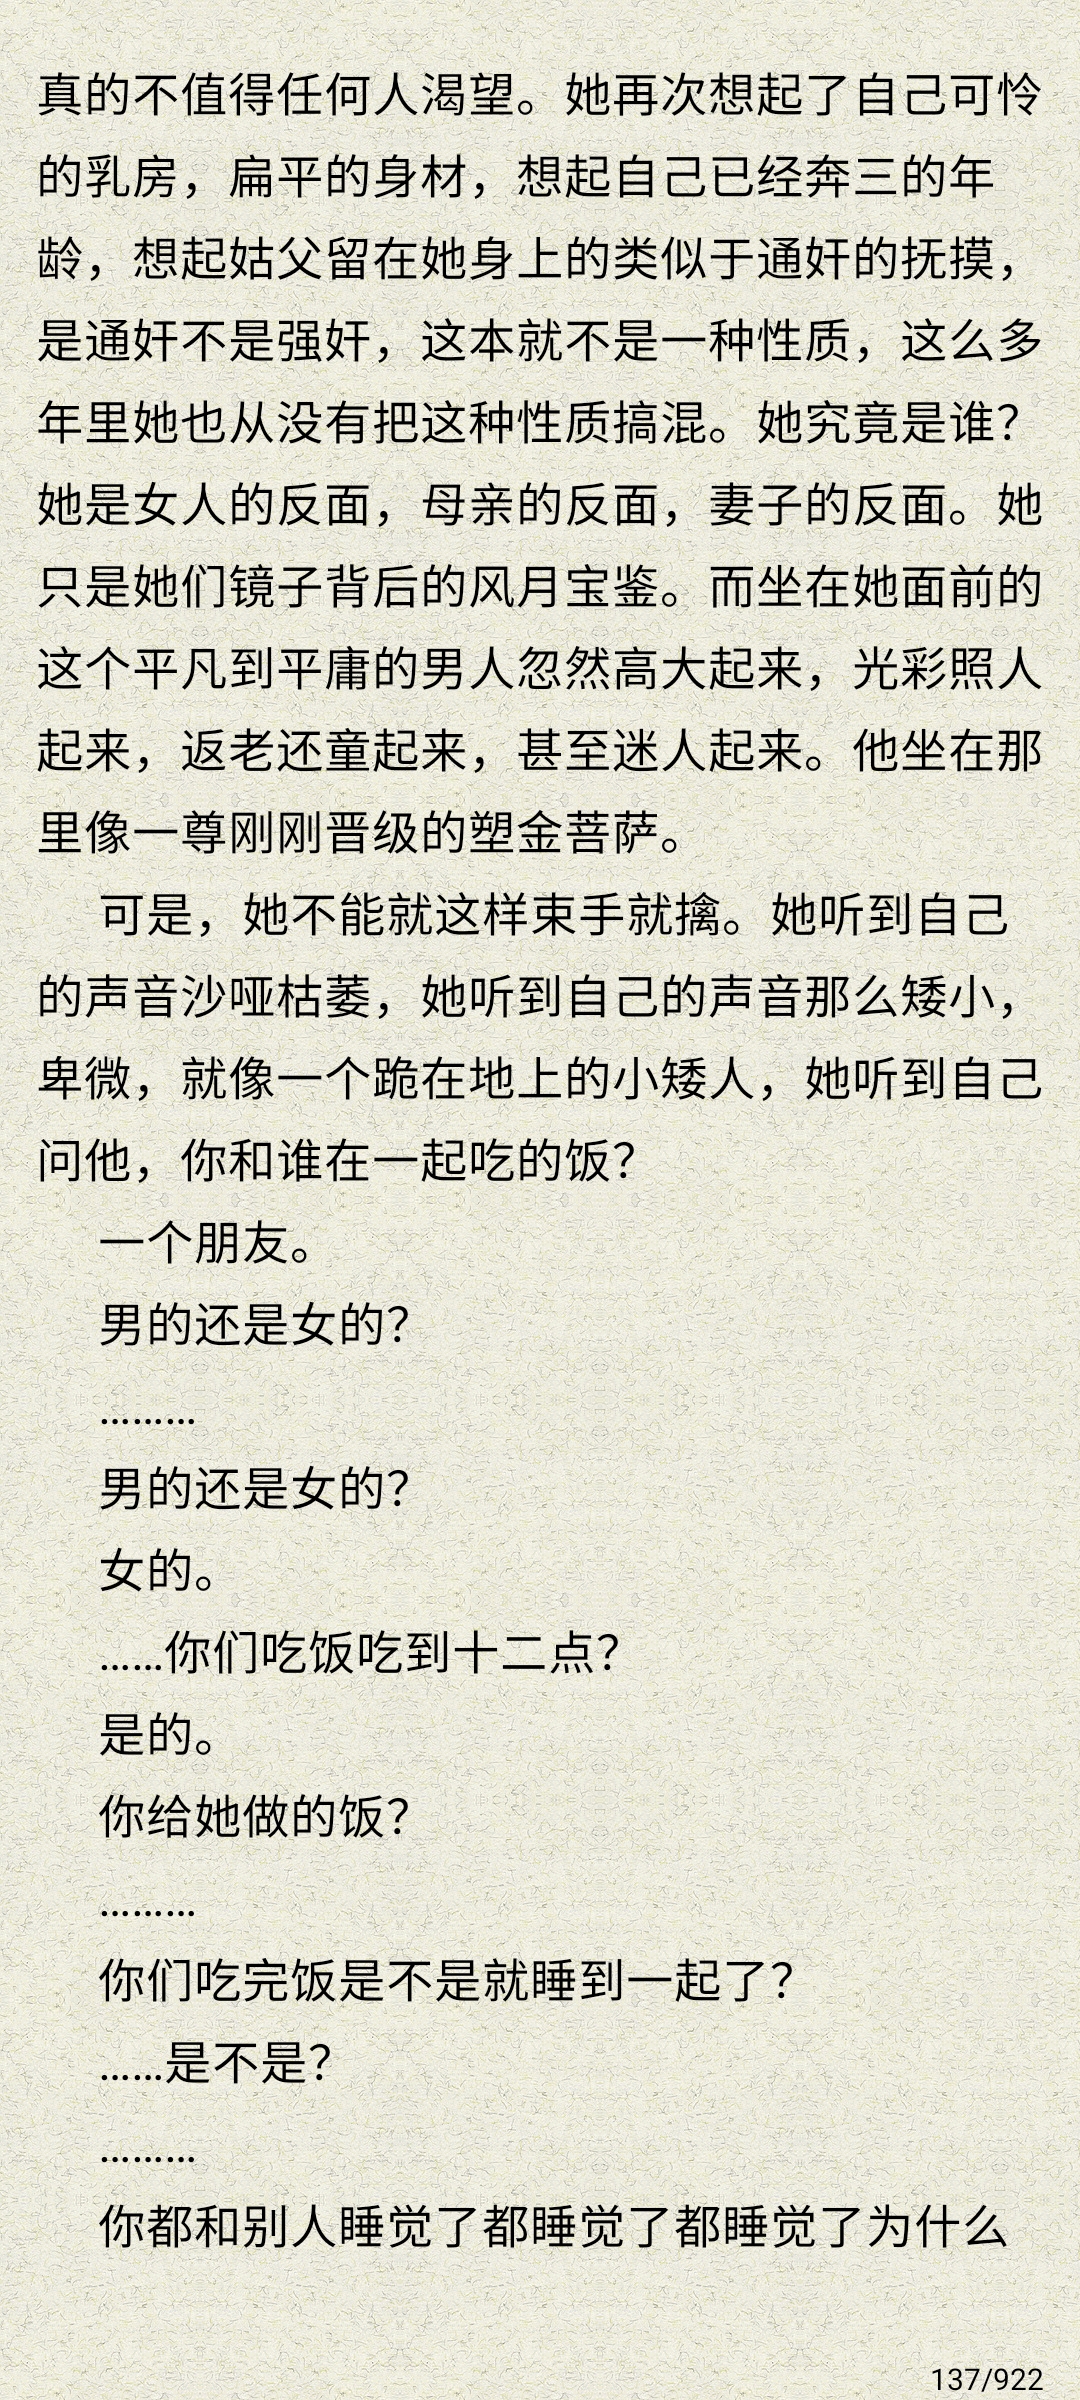 真的不值得任何人渴望。她再次想起了自己可怜
的乳房，扁平的身材，想起自己已经奔三的年
龄，想起姑父留在她身上的类似于通奸的抚摸，
是通奸不是强奸，这本就不是一种性质，这么多
年里她也从没有把这种性质搞混。她究竟是谁？
她是女人的反面，母亲的反面，妻子的反面。她
只是她们镜子背后的风月宝鉴。而坐在她面前的
这个平凡到平庸的男人忽然高大起来，光彩照人
起来，返老还童起来，甚至迷人起来。他坐在那
里像一尊刚刚晋级的塑金菩萨。
可是，她不能就这样束手就擒。她听到自己
的声音沙哑枯萎，她听到自己的声音那么矮小，
卑微，就像一个跪在地上的小矮人，她听到自己
问他，你和谁在一起吃的饭？
一个朋友。
男的还是女的？
………
男的还是女的？
女的。
……你们吃饭吃到十二点？
是的。
你给她做的饭？
………
你们吃完饭是不是就睡到一起了？
……是不是？
………
你都和别人睡觉了都睡觉了都睡觉了为什么
137/922